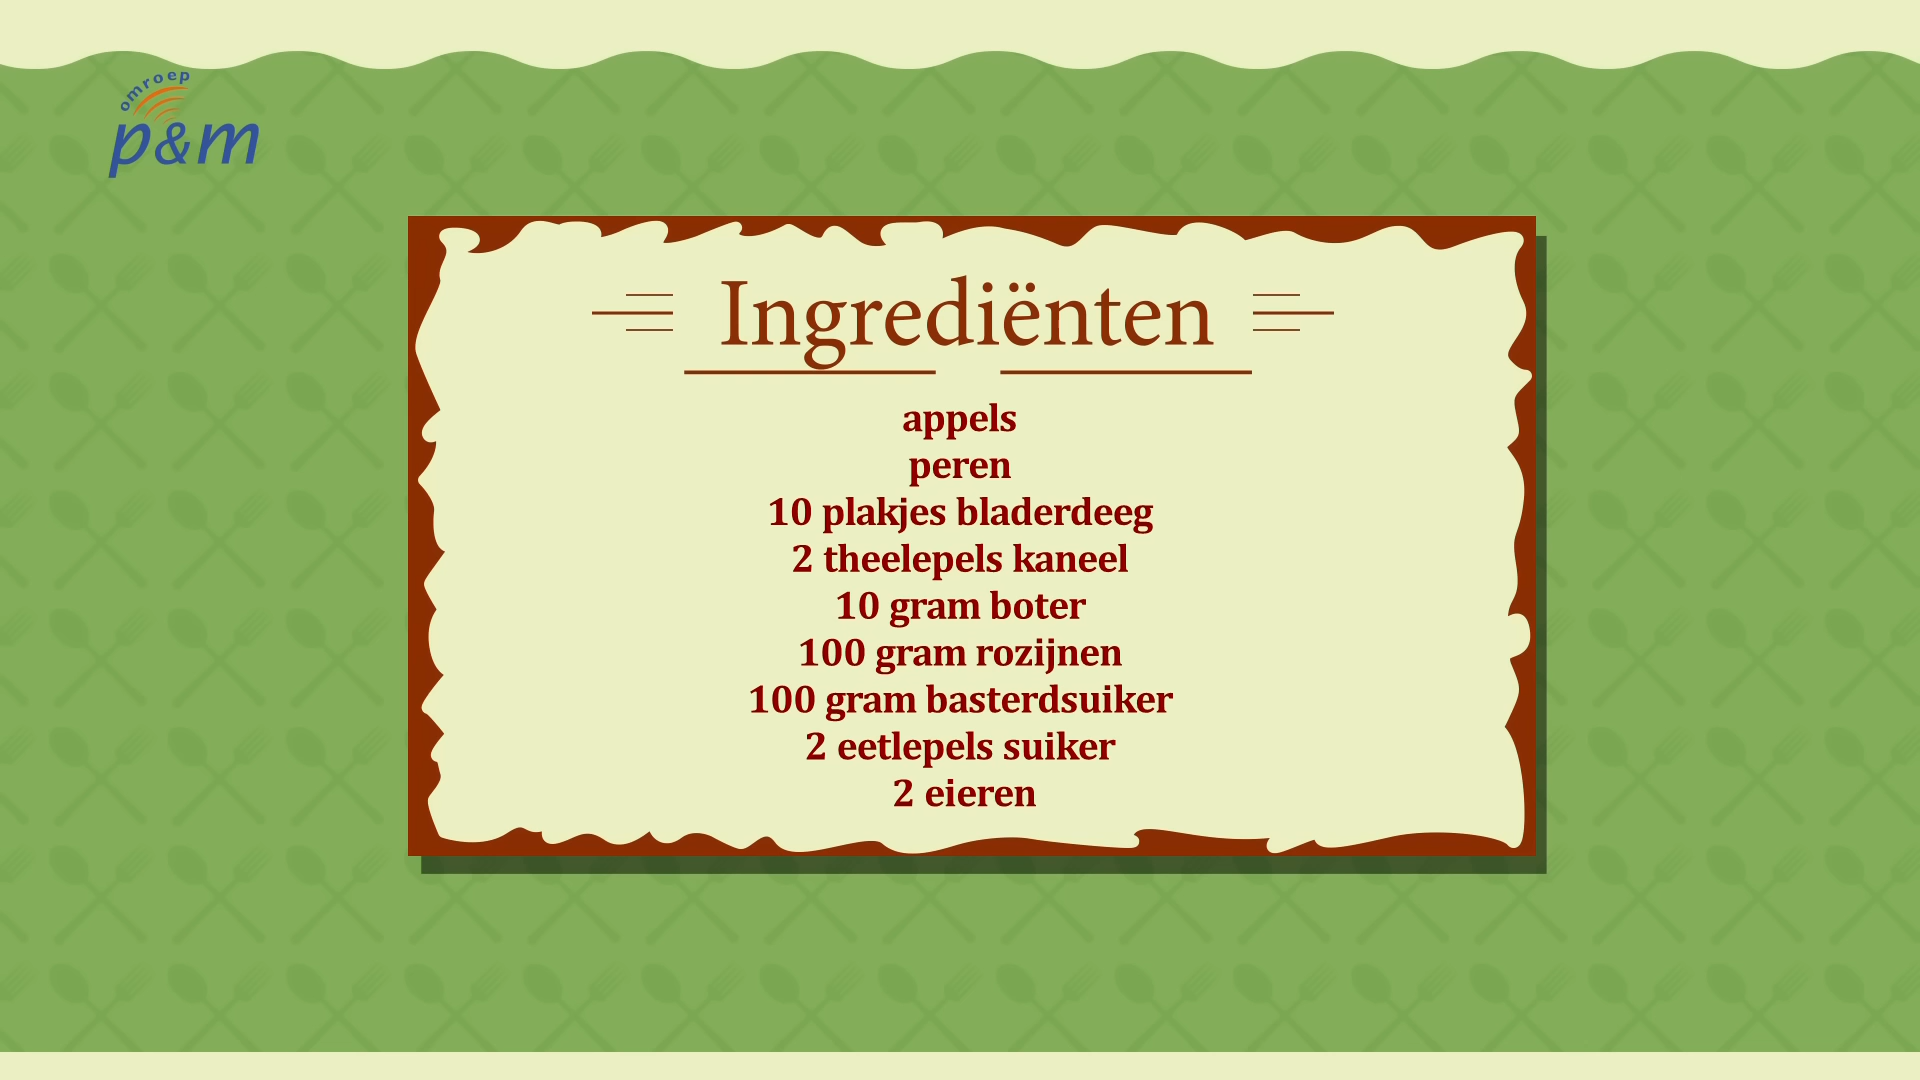 omroep
p&m
Ingrediënten
appels
peren
10 plakjes bladerdeeg
2 theelepels kaneel
10 gram boter
100 gram rozijnen
100 gram basterdsuiker
2 eetlepels suiker
2 eieren